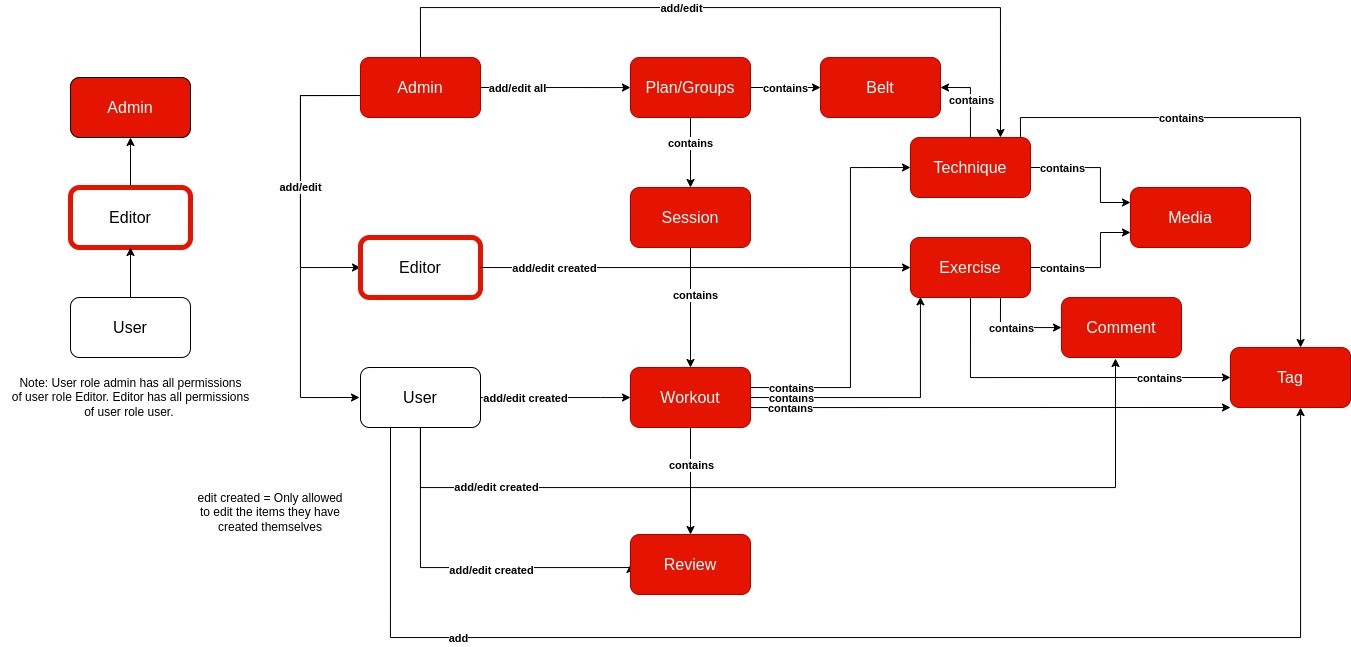 add/edit
Admin
Admin
add/edit all
Plan/Groups
contains
Belt
contains
contains
contains
Technique
contains
add/edit
Editor
Session
Media
Editor
add/edit created
Exercise
contains
contains
User
contains
Comment
Note: User role admin has all permissions
of user role Editor. Editor has all permissions
of user role user.
User
add/edit created
Workout
contains
contains
contains
contains
Tag
contains
edit created = Only allowed
to edit the items they have
created themselves
add/edit created
add/edit created
Review
add